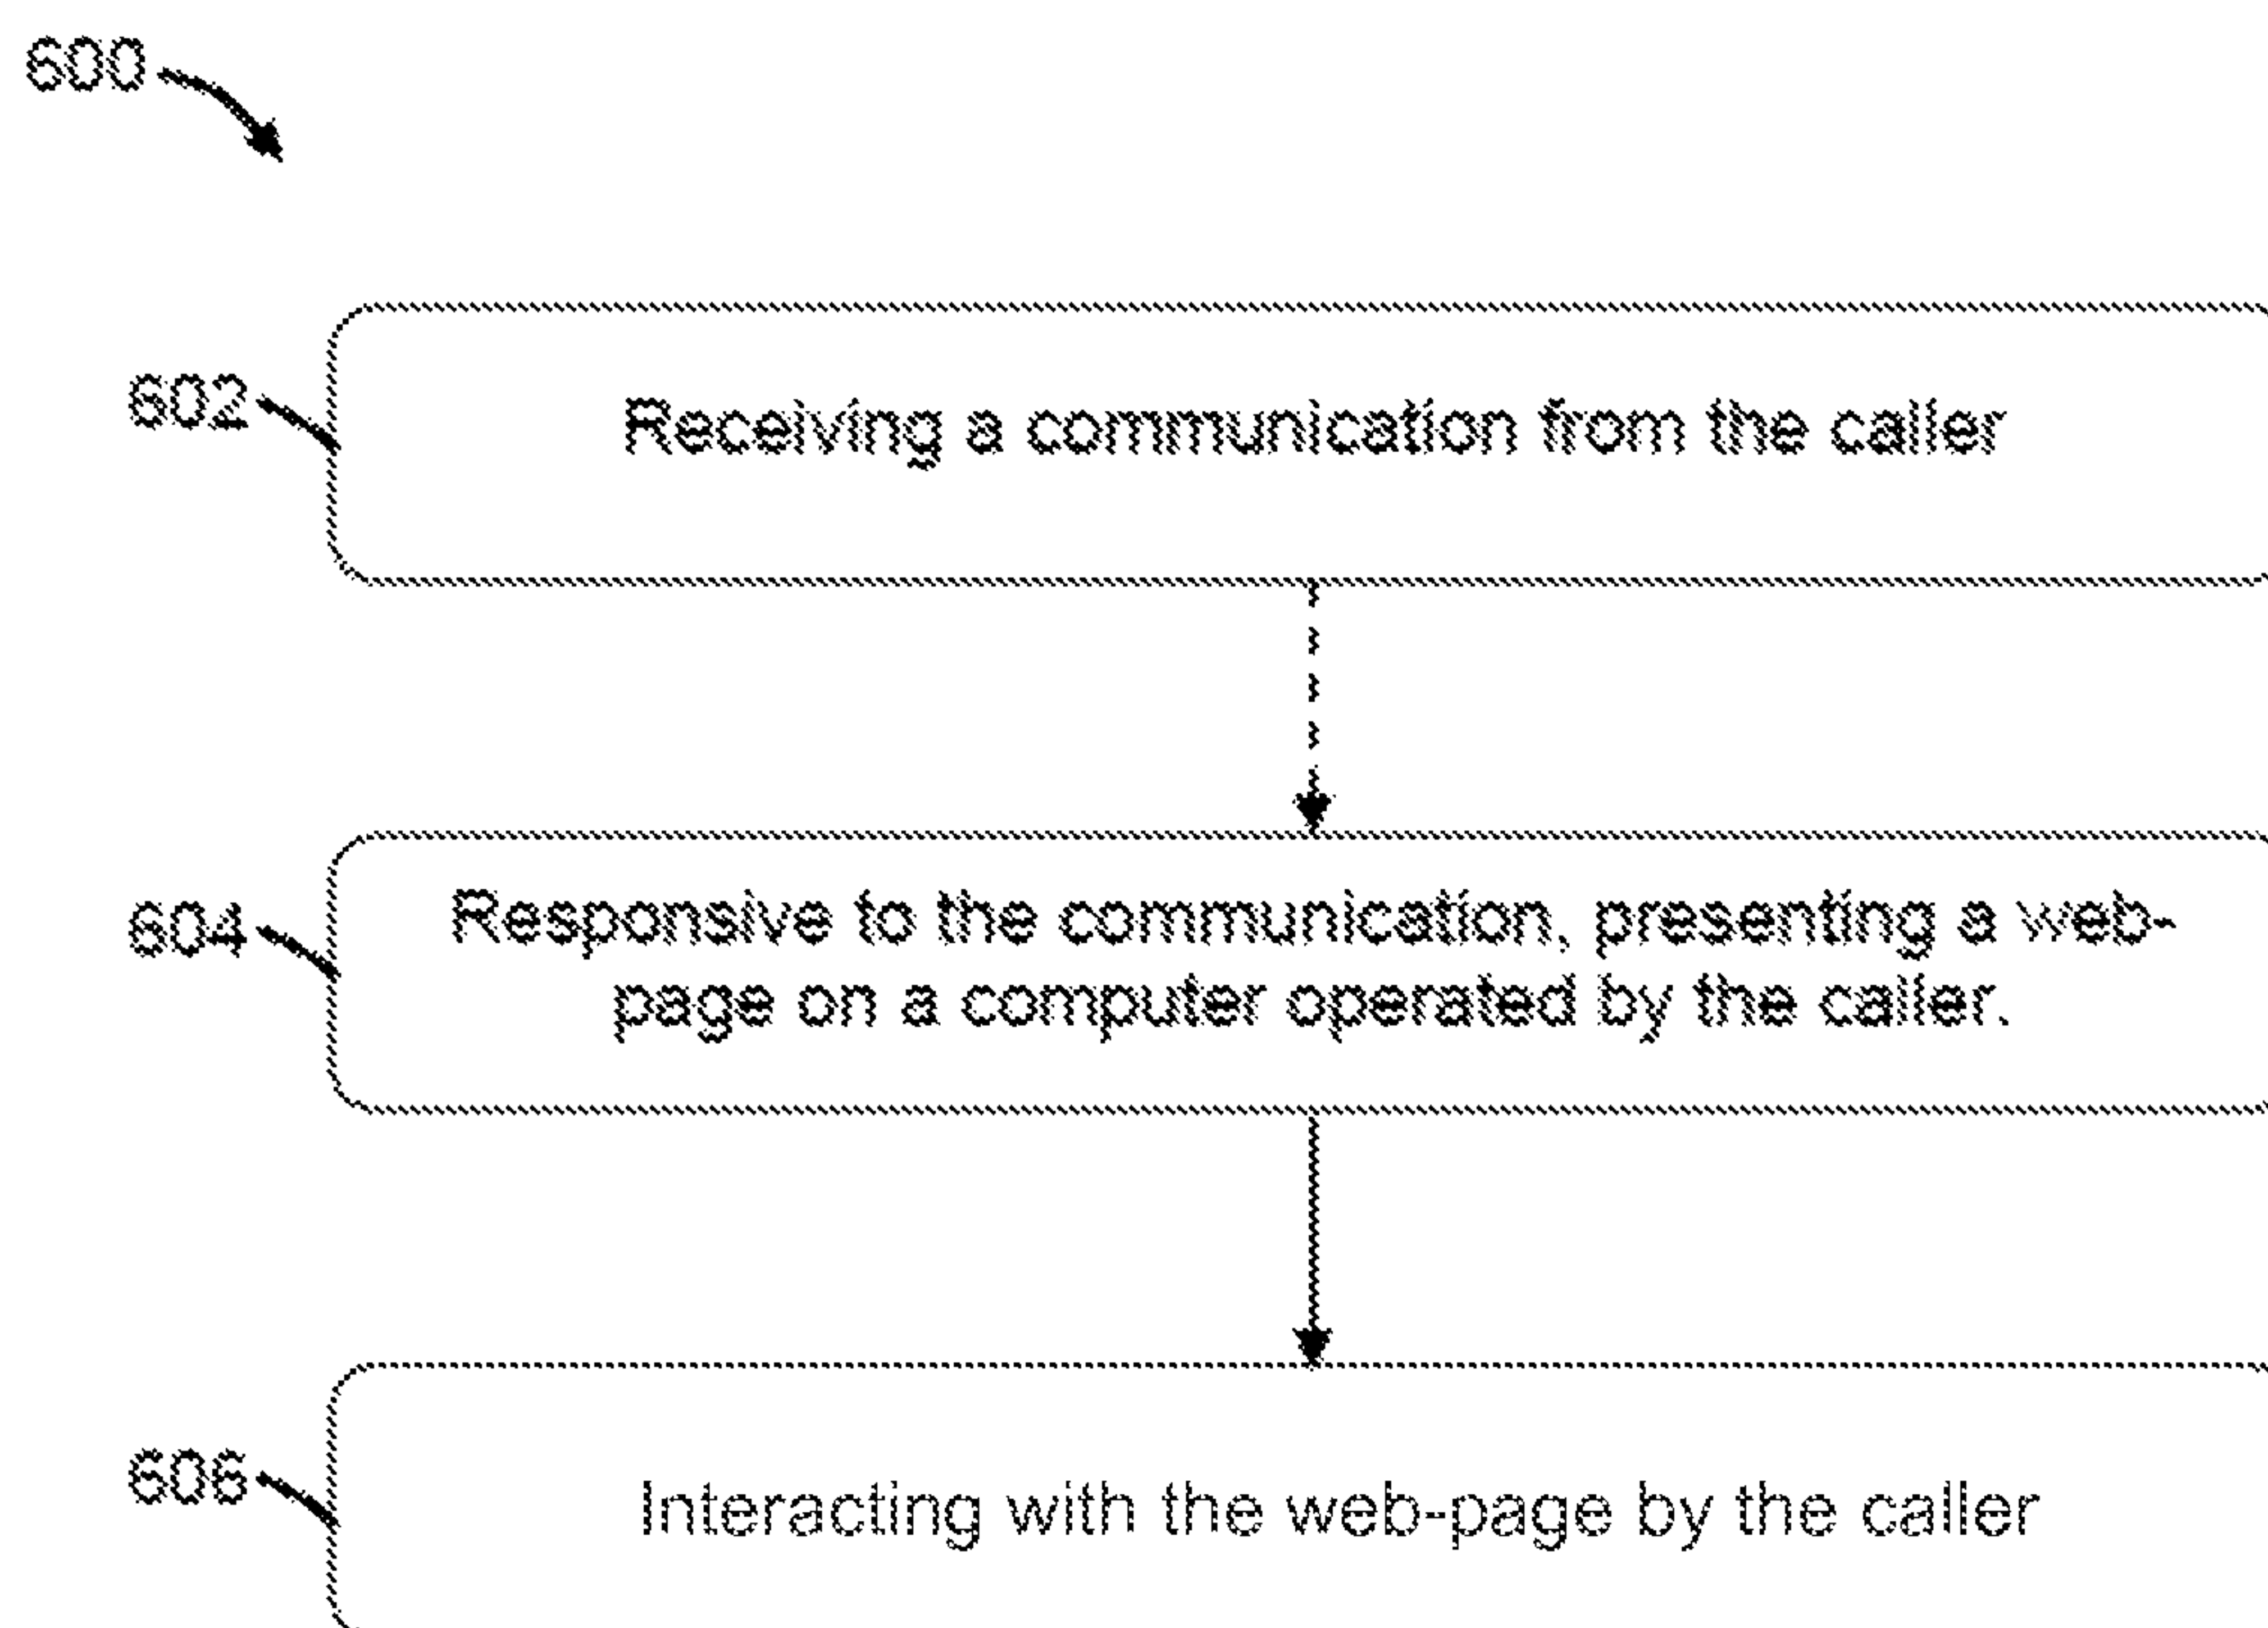 600
602
Receiving a communication from the caller
604
Responsive to the communication, presenting a web-
page on a computer operated by the caller.
606
Interacting with the web-page by the caller